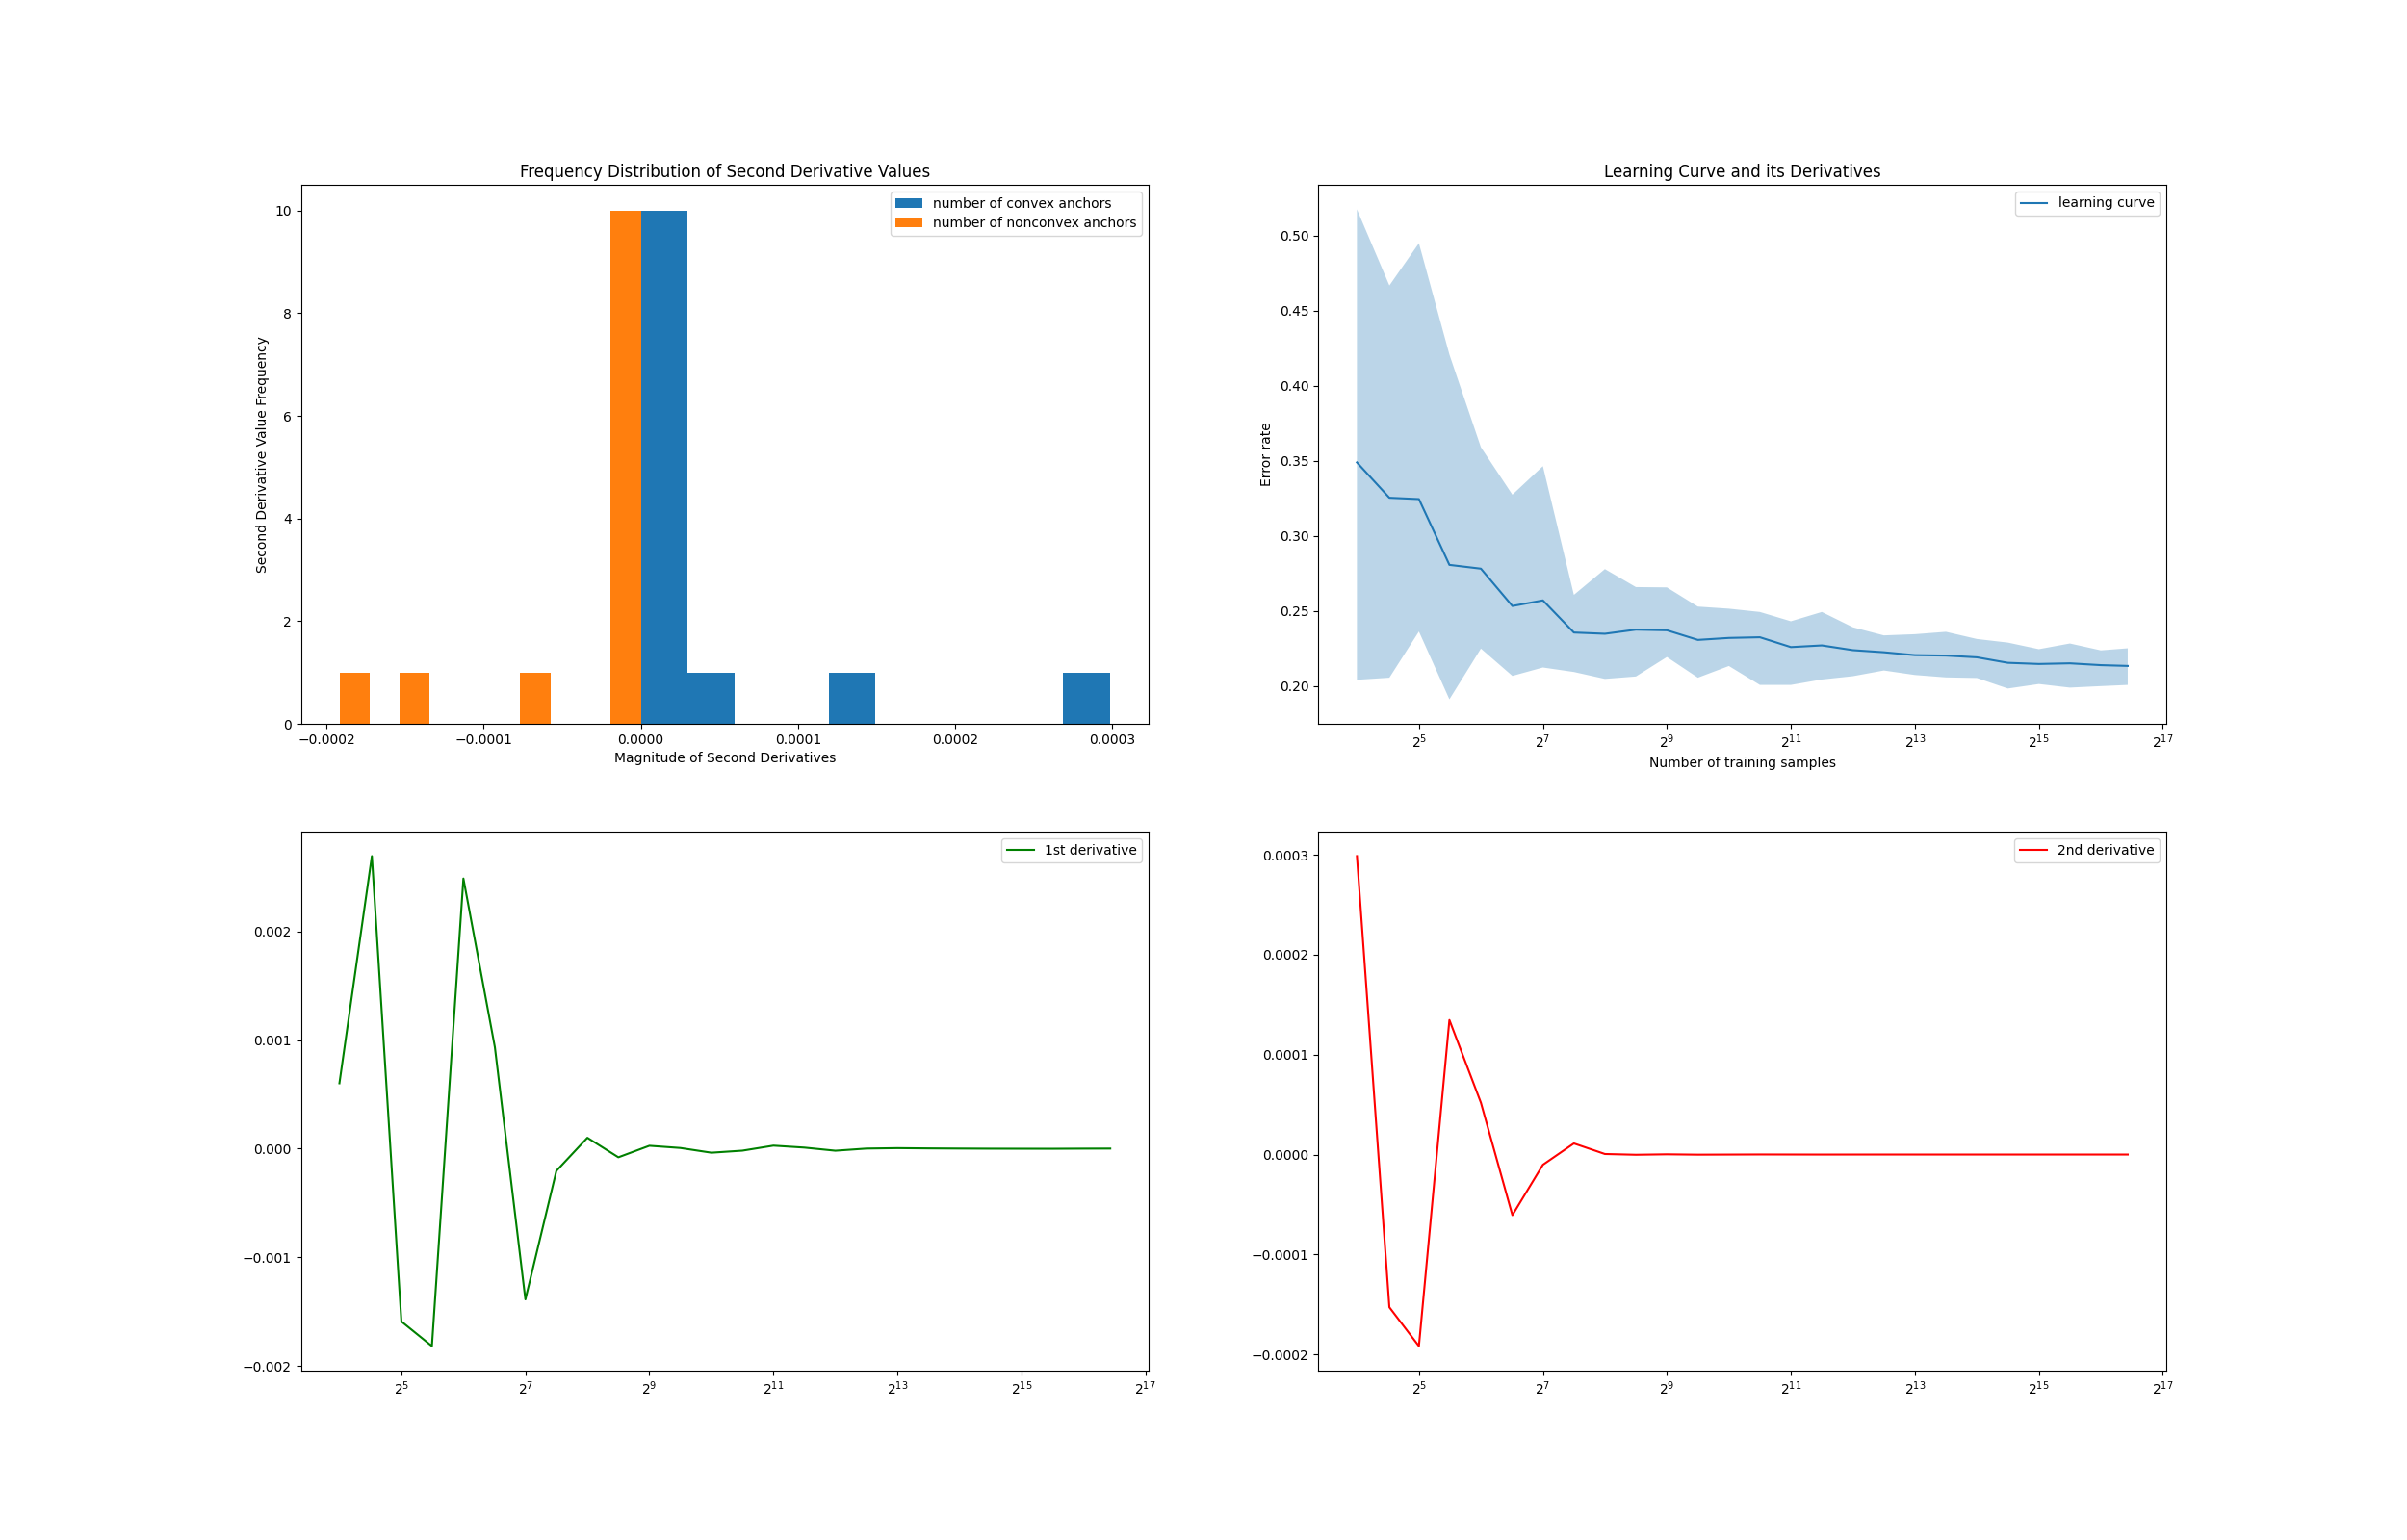 Frequency Distribution of Second Derivative Values
number of convex anchors
number of nonconvex anchors
Second Derivative Value Frequency
10
8
6
4
2
0
−0.0002 −0.0001 0.0000 0.0001 0.0002 0.0003
Magnitude of Second Derivatives
Learning Curve and its Derivatives
learning curve
Error rate
0.50
0.45
0.40
0.35
0.30
0.25
0.20
2^5 2^7 2^9 2^11 2^13 2^15 2^17
Number of training samples
1st derivative
0.002
0.001
0.000
−0.001
−0.002
2^5 2^7 2^9 2^11 2^13 2^15 2^17
2nd derivative
0.0003
0.0002
0.0001
0.0000
−0.0001
−0.0002
2^5 2^7 2^9 2^11 2^13 2^15 2^17